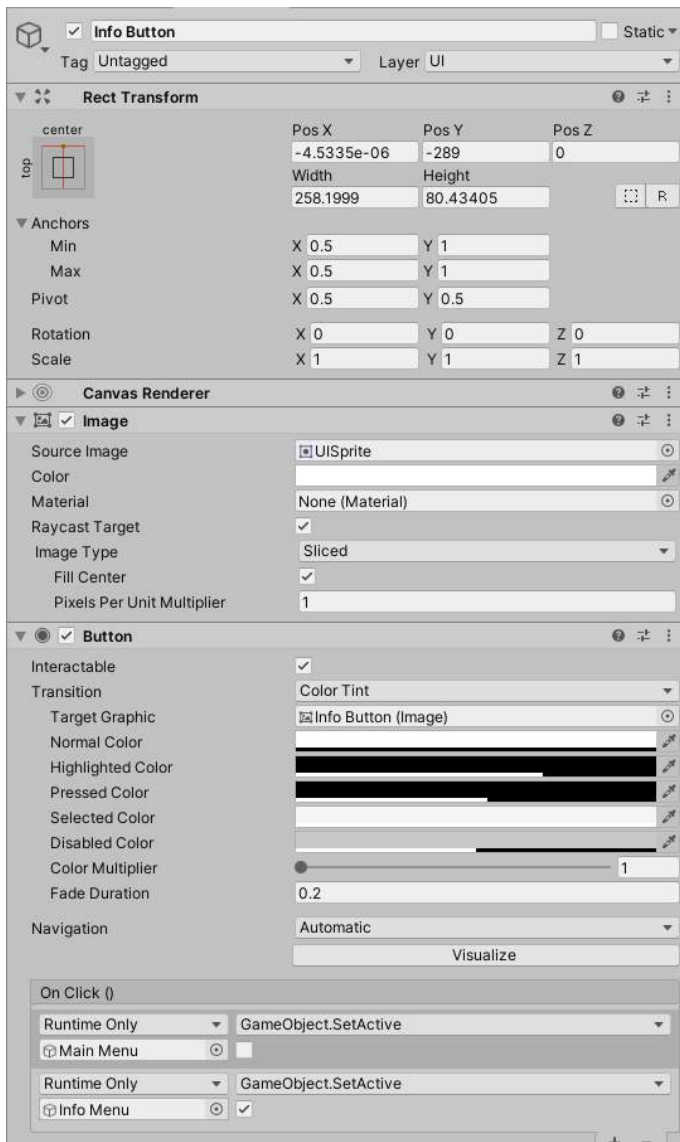 Info Button
Static
Tag Untagged Layer UI
Rect Transform
center
top
Pos X Pos Y Pos Z
-4.5335e-06 -289 0
Width Height
258.1999 80.43405
R
Anchors
Min X 0.5 Y 1
Max X 0.5 Y 1
Pivot X 0.5 Y 0.5
Rotation X 0 Y 0 Z 0
Scale X 1 Y 1 Z 1
Canvas Renderer
Image
Source Image UISprite
Color
Material None (Material)
Raycast Target
Image Type Sliced
Fill Center
Pixels Per Unit Multiplier 1
Button
Interactable
Transition Color Tint
Target Graphic Info Button (Image)
Normal Color
Highlighted Color
Pressed Color
Selected Color
Disabled Color
Color Multiplier 1
Fade Duration 0.2
Navigation Automatic
Visualize
On Click ()
Runtime Only GameObject.SetActive
Main Menu
Runtime Only GameObject.SetActive
Info Menu